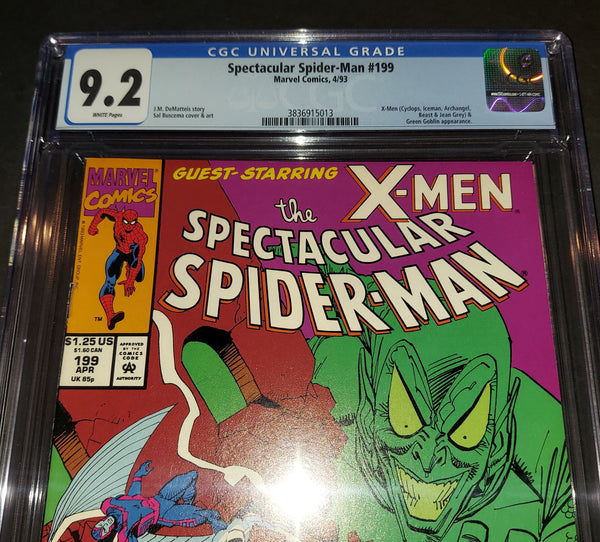 CGC UNIVERSAL GRADE
9.2
WHITE Pages
Spectacular Spider-Man #199
Marvel Comics, 4/93
J.M. DeMatteis story
Sal Buscema cover & art
3836915013
X-Men (Cyclops, Iceman, Archangel,
Beast & Jean Grey) &
Green Goblin appearance.
MARVEL
COMICS
TM
GUEST-STARRING
X-MEN
the
SPECTACULAR
SPIDER-MAN
$1.25 US
$1.60 CAN
199
APR
UK 85p
APPROVED
BY THE
COMICS
CODE
AUTHORITY